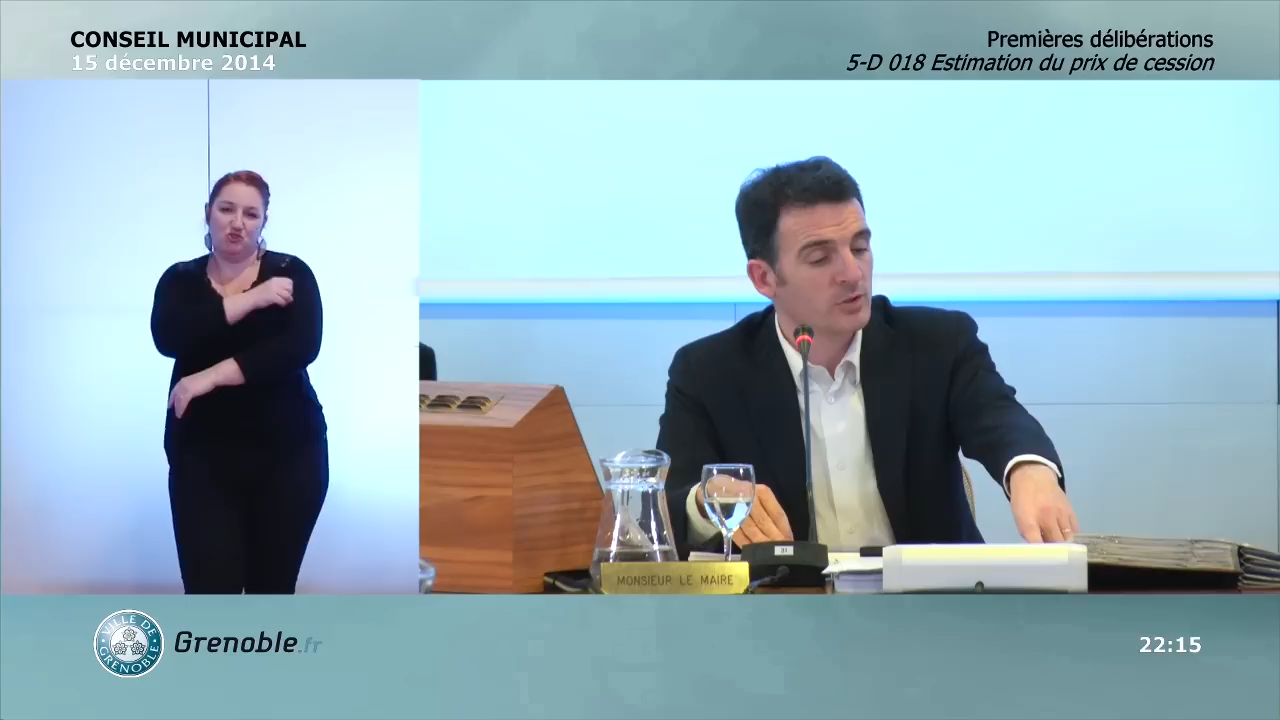 CONSEIL MUNICIPAL
15 décembre 2014
Premières délibérations
5-D 018 Estimation du prix de cession
31
MONSIEUR LE MAIRE
VILLE DE
GRENOBLE
Grenoble.fr
22:15